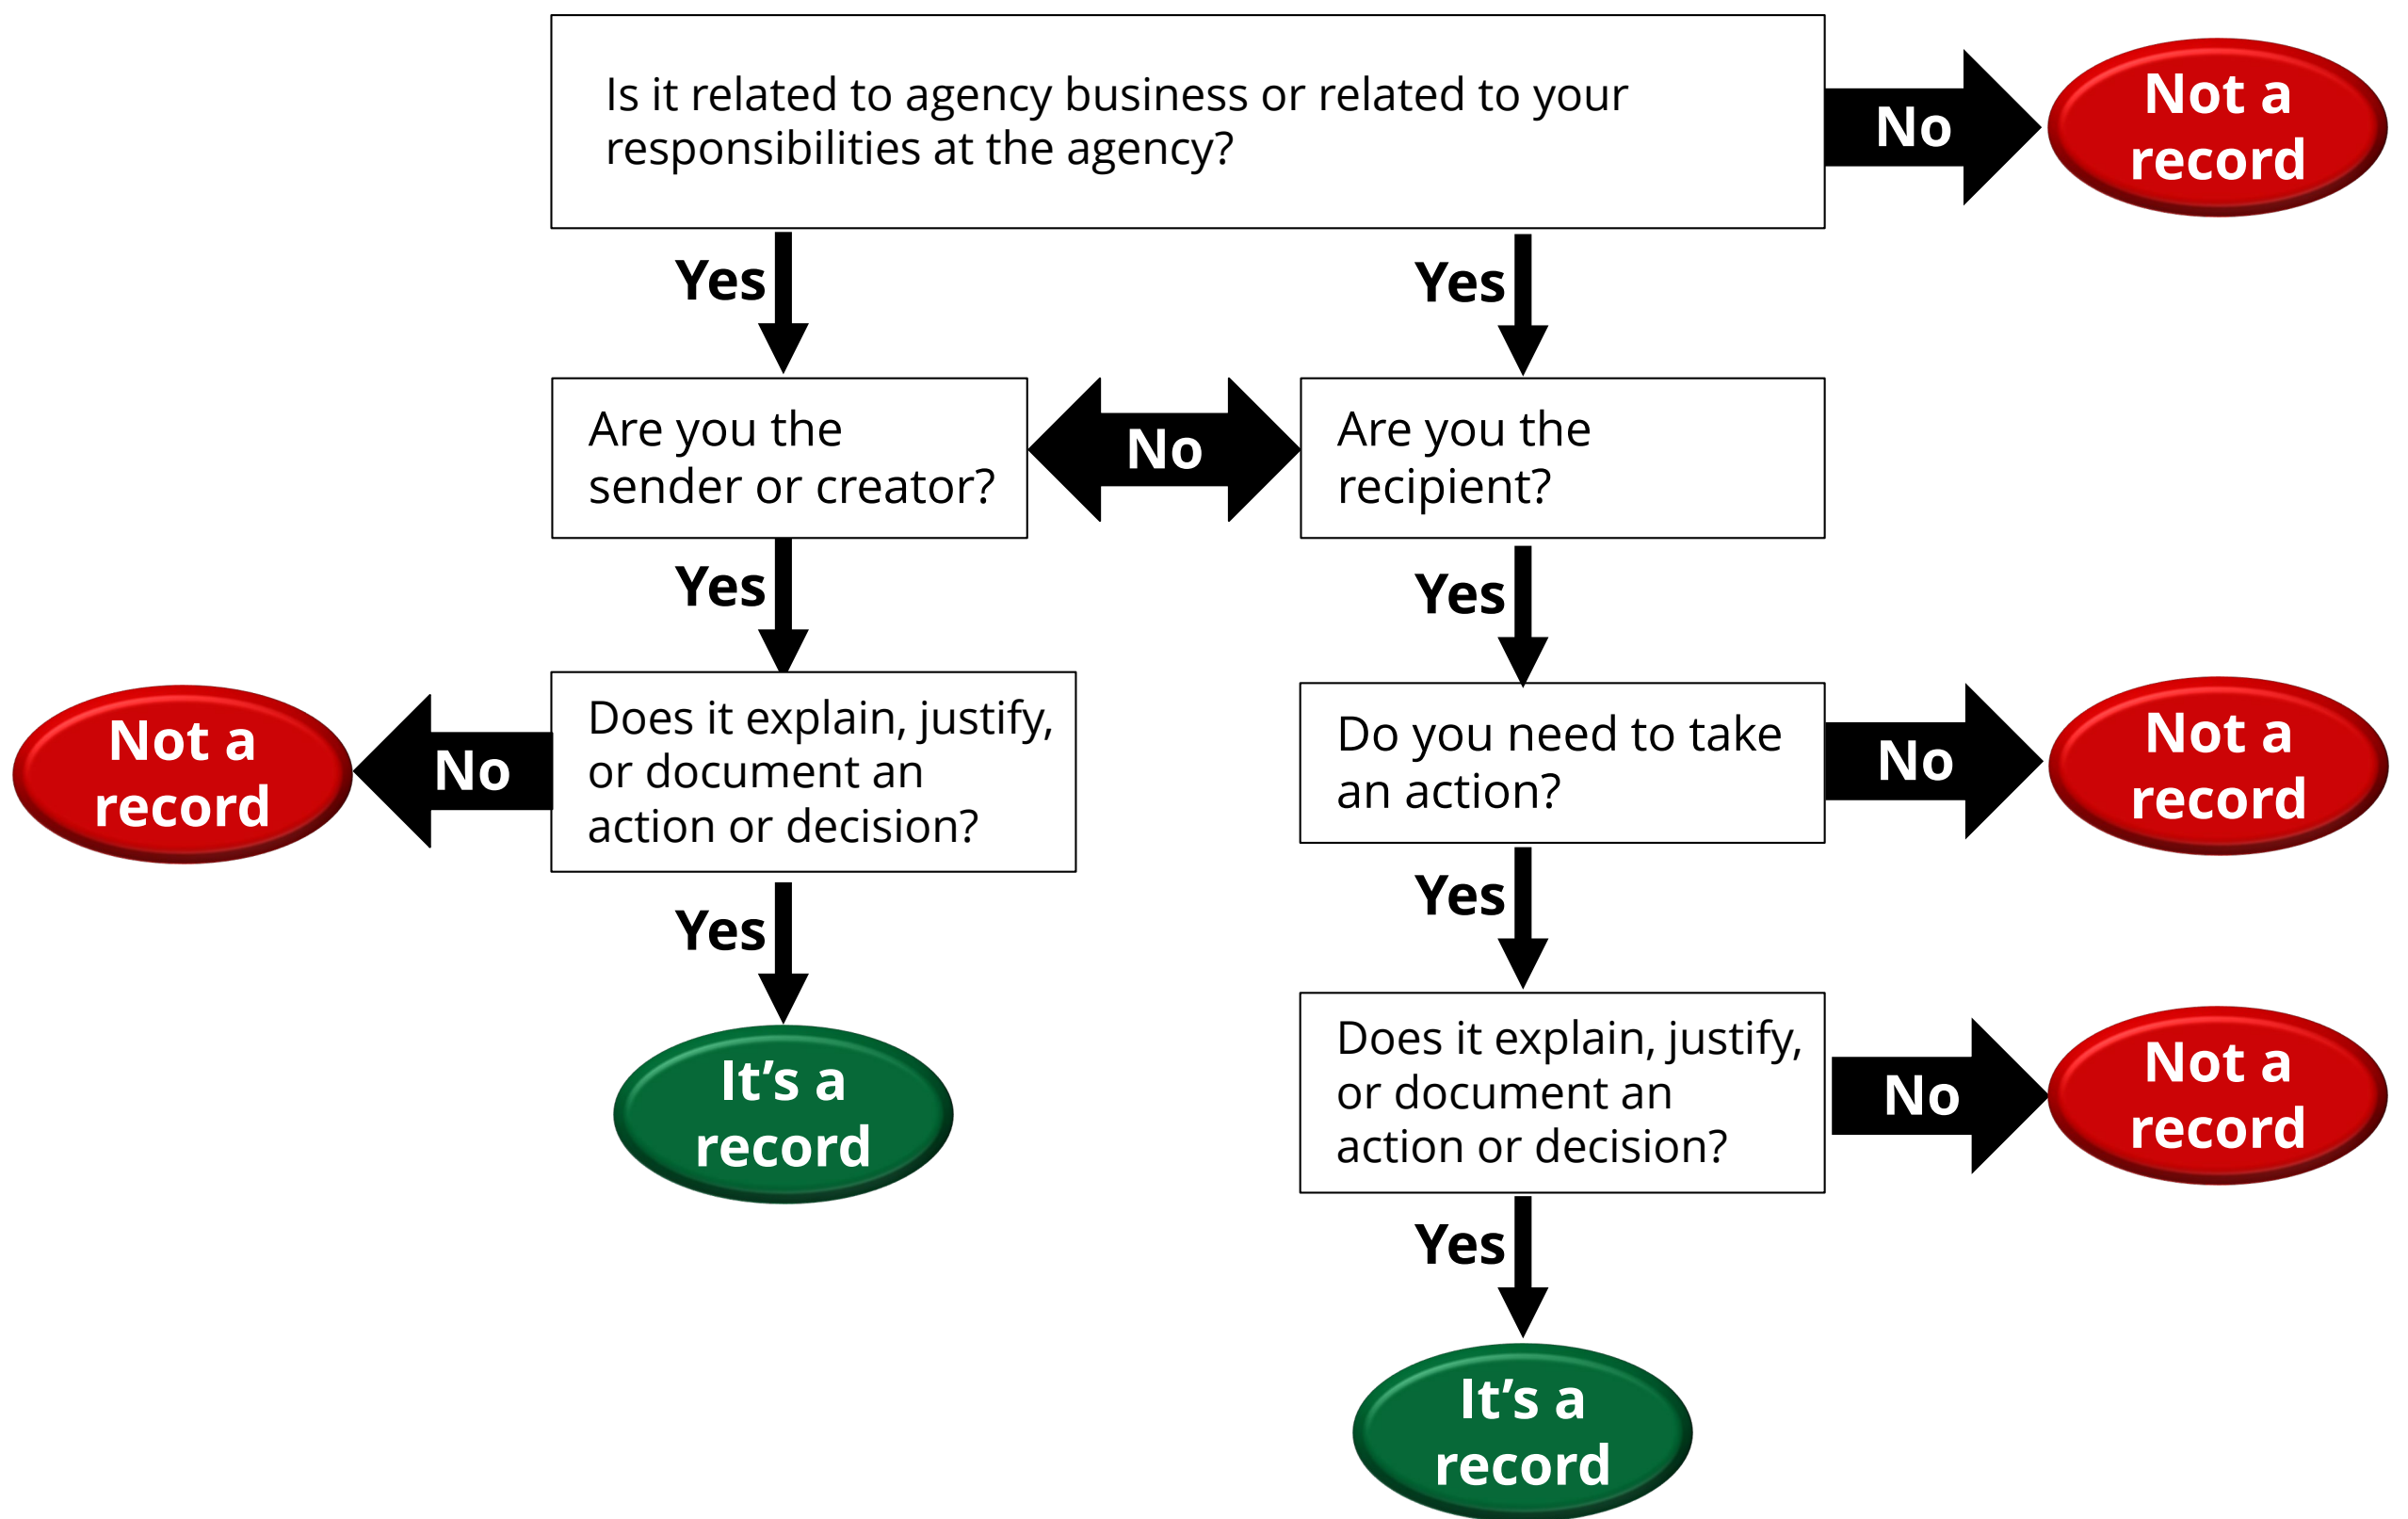 Is it related to agency business or related to your
responsibilities at the agency?
No
Not a
record
Yes
Yes
Are you the
sender or creator?
No
Are you the
recipient?
Yes
Yes
Not a
record
No
Does it explain, justify,
or document an
action or decision?
Do you need to take
an action?
No
Not a
record
Yes
Yes
It’s a
record
Does it explain, justify,
or document an
action or decision?
No
Not a
record
Yes
It’s a
record